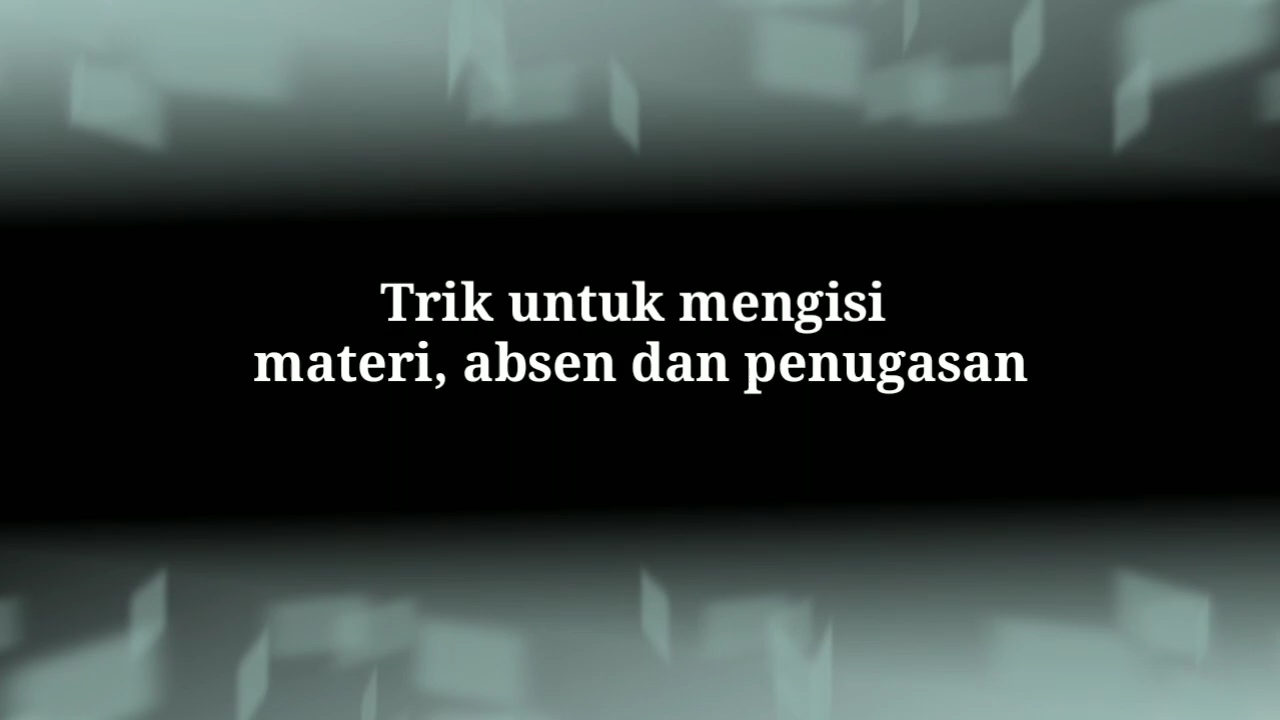 Trik untuk mengisi
materi, absen dan penugasan